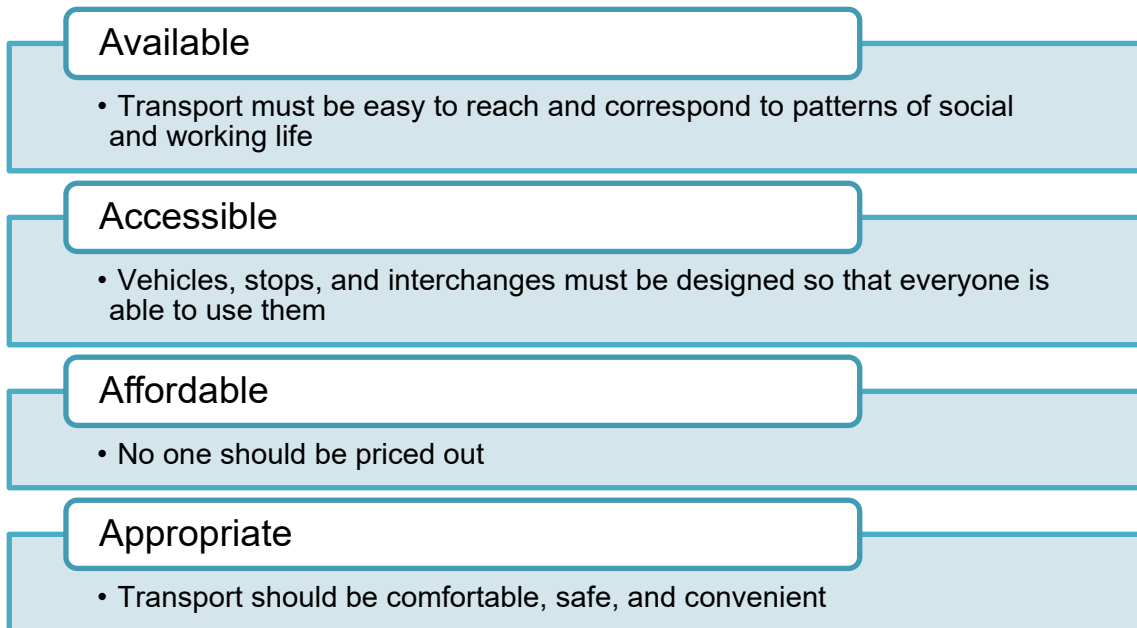 Available
• Transport must be easy to reach and correspond to patterns of social
and working life
Accessible
• Vehicles, stops, and interchanges must be designed so that everyone is
able to use them
Affordable
• No one should be priced out
Appropriate
• Transport should be comfortable, safe, and convenient